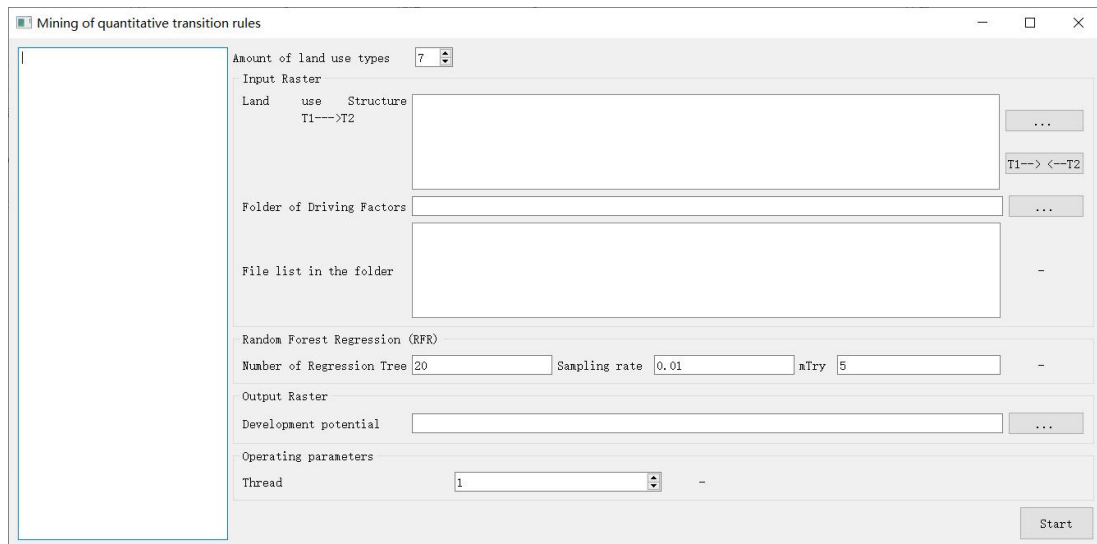 Mining of quantitative transition rules
Amount of land use types 7
Input Raster
Land use Structure
T1--->T2
...
T1--> <--T2
Folder of Driving Factors ...
File list in the folder -
Random Forest Regression (RFR)
Number of Regression Tree 20 Sampling rate 0.01 mTry 5 -
Output Raster
Development potential ...
Operating parameters
Thread 1 -
Start